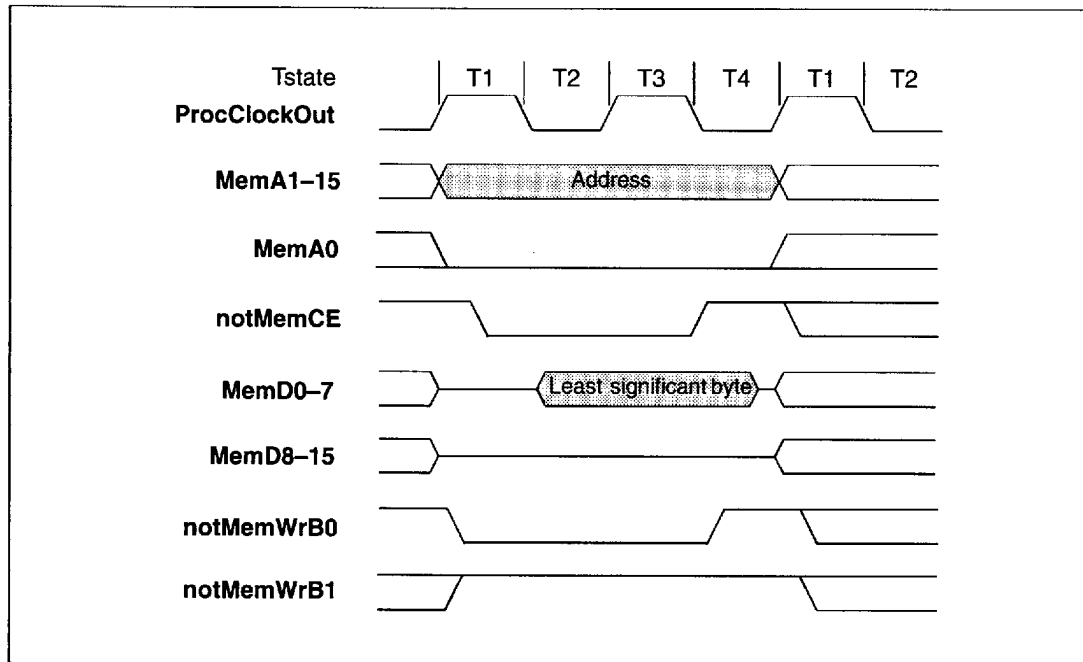 Tstate T1 T2 T3 T4 T1 T2
ProcClockOut
MemA1–15 Address
MemA0
notMemCE
MemD0–7 Least significant byte
MemD8–15
notMemWrB0
notMemWrB1